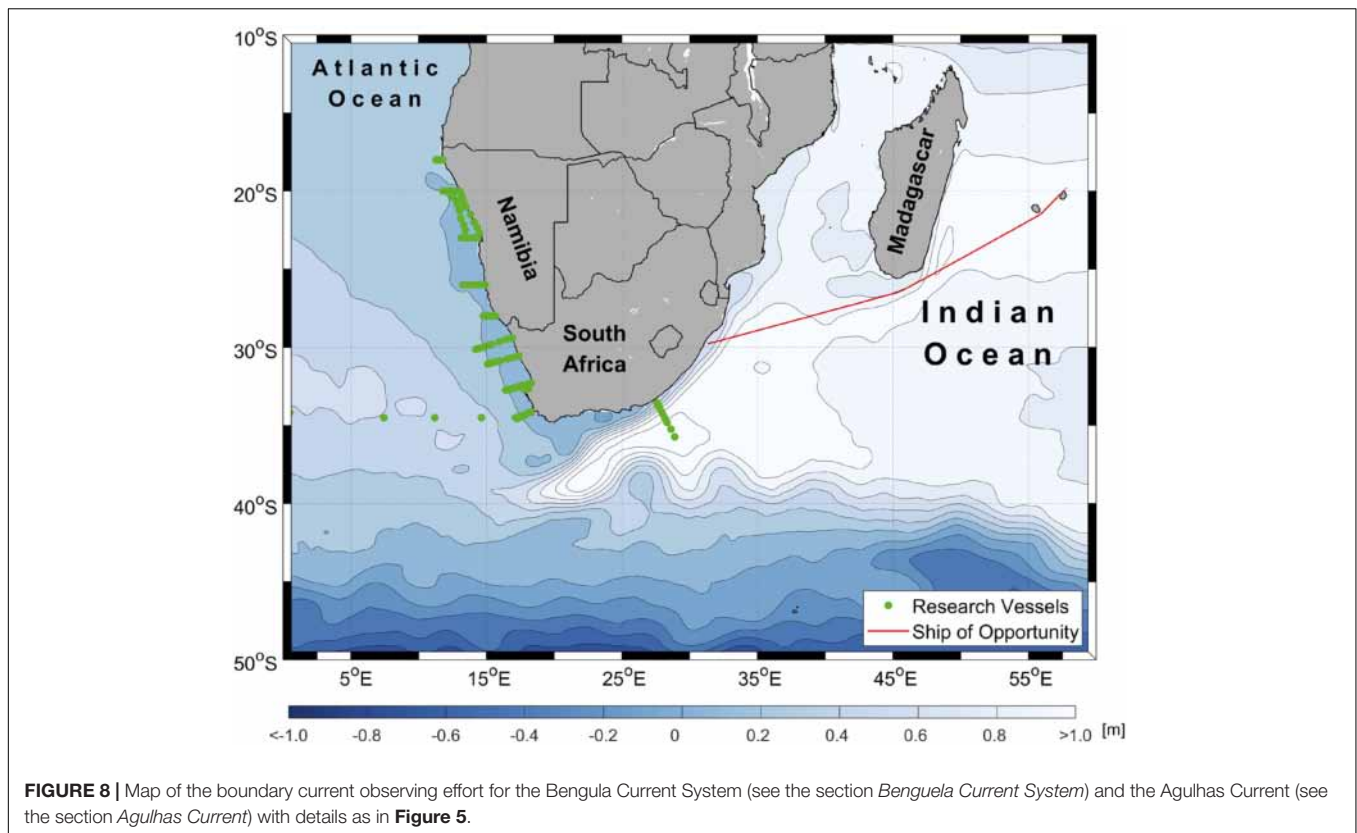 10°S
20°S
30°S
40°S
50°S
Atlantic
Ocean
Namibia
South
Africa
Madagascar
Indian
Ocean
Research Vessels
Ship of Opportunity
5°E 15°E 25°E 35°E 45°E 55°E
<-1.0 -0.8 -0.6 -0.4 -0.2 0 0.2 0.4 0.6 0.8 >1.0 [m]
FIGURE 8 | Map of the boundary current observing effort for the Bengula Current System (see the section Benguela Current System) and the Agulhas Current (see
the section Agulhas Current) with details as in Figure 5.